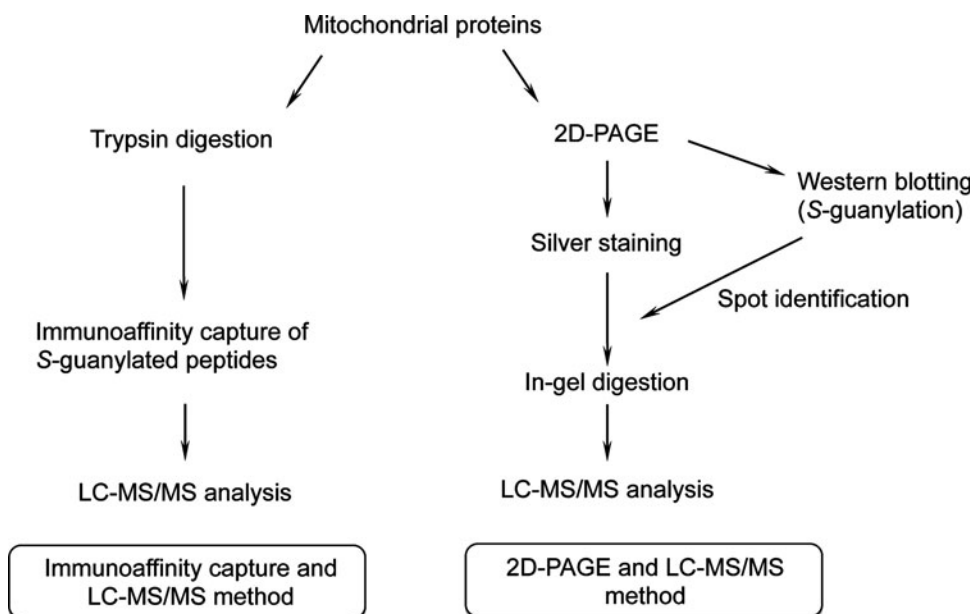 Mitochondrial proteins
Trypsin digestion
Immunoaffinity capture of
S-guanylated peptides
LC-MS/MS analysis
Immunoaffinity capture and
LC-MS/MS method
2D-PAGE
Western blotting
(S-guanylation)
Silver staining
Spot identification
In-gel digestion
LC-MS/MS analysis
2D-PAGE and LC-MS/MS
method